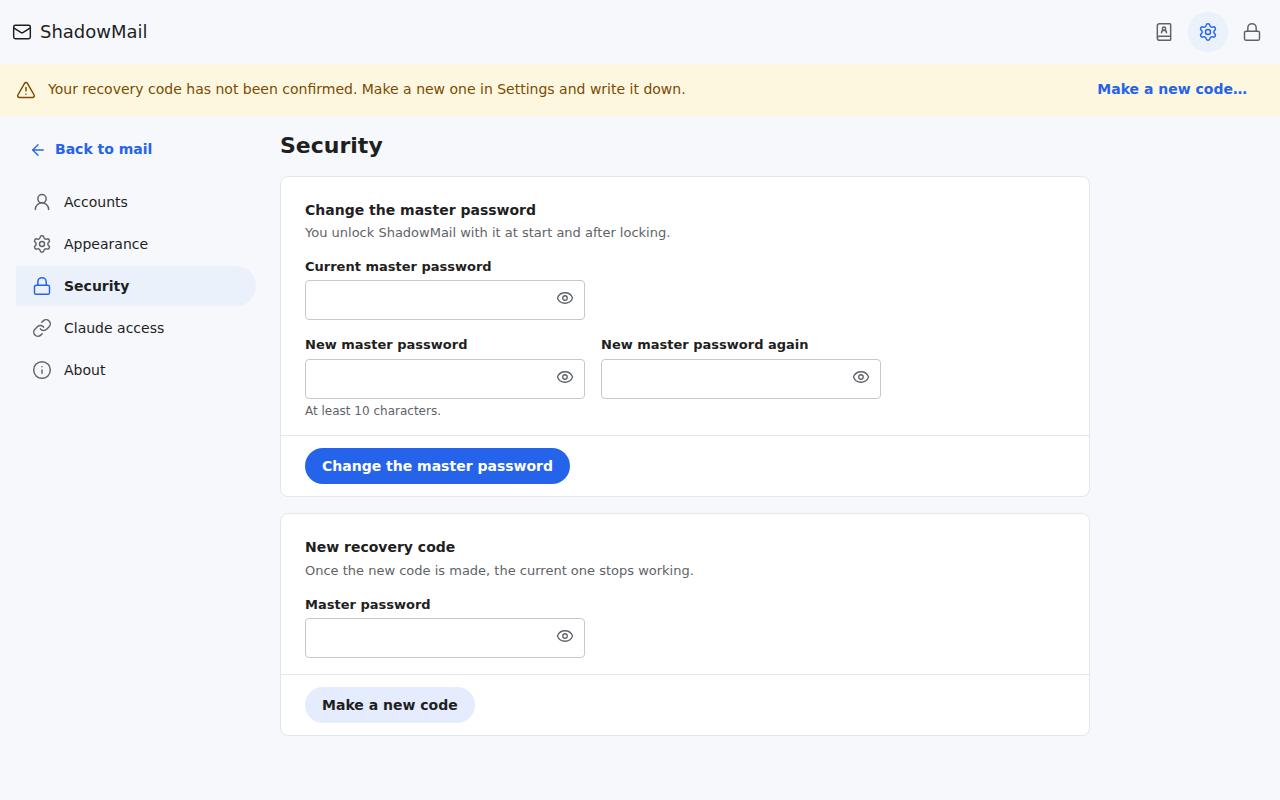 ShadowMail
Your recovery code has not been confirmed. Make a new one in Settings and write it down.
Make a new code…
Back to mail
Accounts
Appearance
Security
Claude access
About
Security
Change the master password
You unlock ShadowMail with it at start and after locking.
Current master password
New master password
New master password again
At least 10 characters.
Change the master password
New recovery code
Once the new code is made, the current one stops working.
Master password
Make a new code